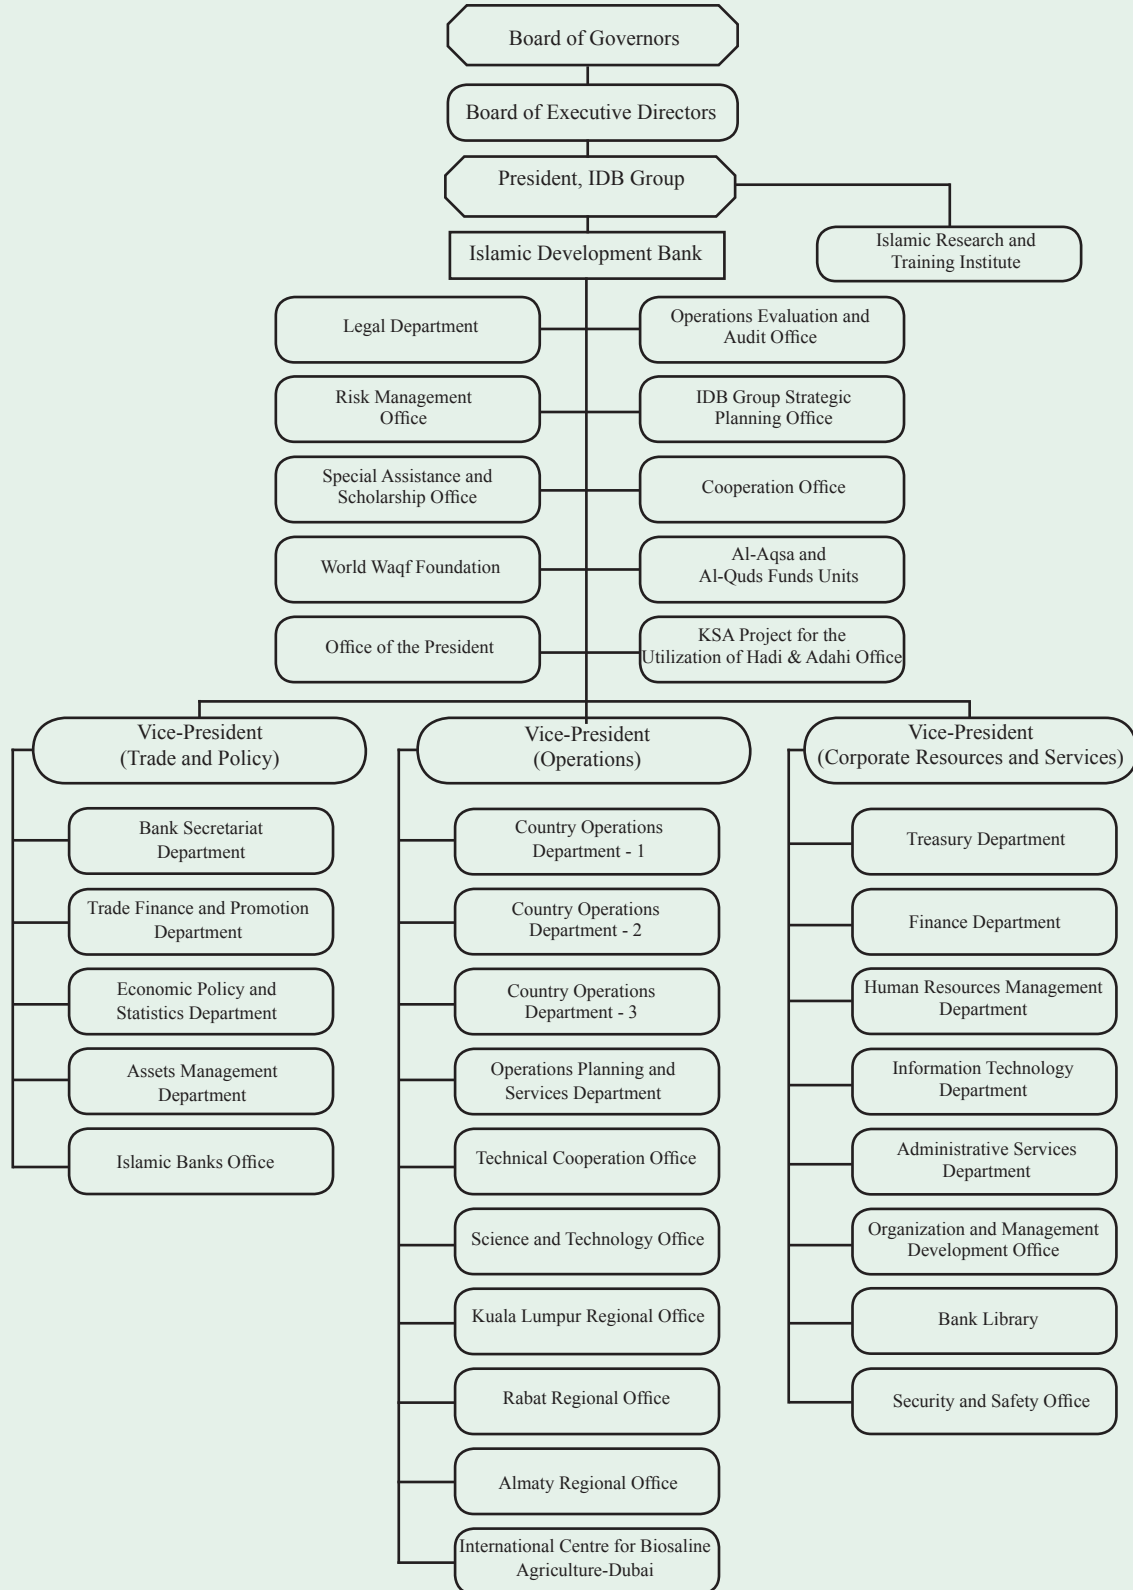 Board of Governors
Board of Executive Directors
President, IDB Group
Islamic Research and
Training Institute
Islamic Development Bank
Legal Department
Operations Evaluation and
Audit Office
Risk Management
Office
IDB Group Strategic
Planning Office
Special Assistance and
Scholarship Office
Cooperation Office
World Waqf Foundation
Al-Aqsa and
Al-Quds Funds Units
Office of the President
KSA Project for the
Utilization of Hadi & Adahi Office
Vice-President
(Trade and Policy)
Bank Secretariat
Department
Trade Finance and Promotion
Department
Economic Policy and
Statistics Department
Assets Management
Department
Islamic Banks Office
Vice-President
(Operations)
Country Operations
Department - 1
Country Operations
Department - 2
Country Operations
Department - 3
Operations Planning and
Services Department
Technical Cooperation Office
Science and Technology Office
Kuala Lumpur Regional Office
Rabat Regional Office
Almaty Regional Office
International Centre for Biosaline
Agriculture-Dubai
Vice-President
(Corporate Resources and Services)
Treasury Department
Finance Department
Human Resources Management
Department
Information Technology
Department
Administrative Services
Department
Organization and Management
Development Office
Bank Library
Security and Safety Office